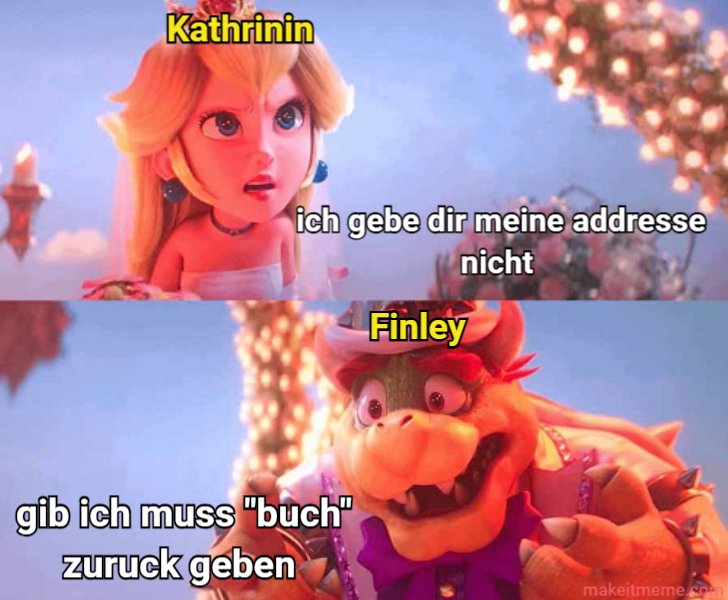 Kathrinin
ich gebe dir meine addresse
nicht
Finley
gib ich muss "buch"
zuruck geben
makeitmeme.com